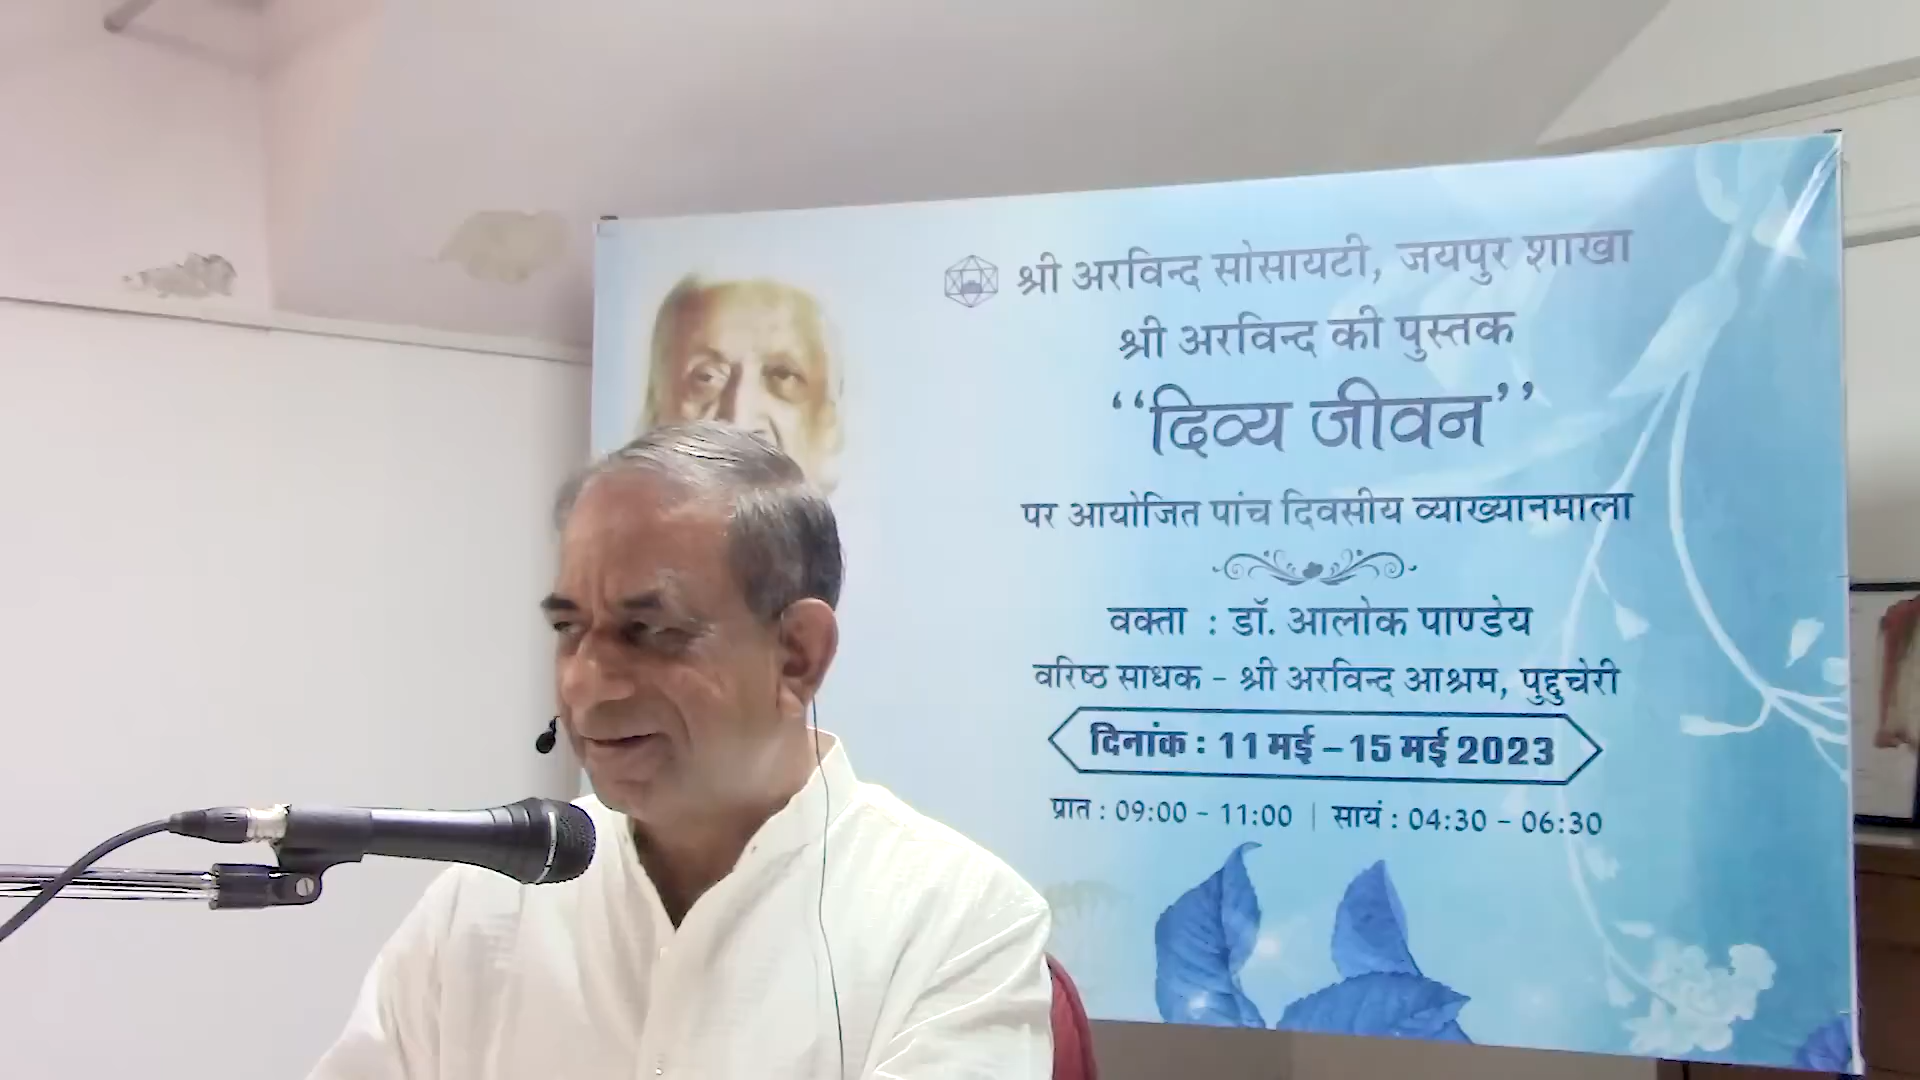 श्री अरविन्द सोसायटी, जयपुर शाखा
श्री अरविन्द की पुस्तक
‘‘दिव्य जीवन’’
पर आयोजित पांच दिवसीय व्याख्यानमाला
वक्ता : डॉ. आलोक पाण्डेय
वरिष्ठ साधक - श्री अरविन्द आश्रम, पुद्दुचेरी
दिनांक : 11 मई – 15 मई 2023
प्रात : 09:00 - 11:00 | सायं : 04:30 - 06:30